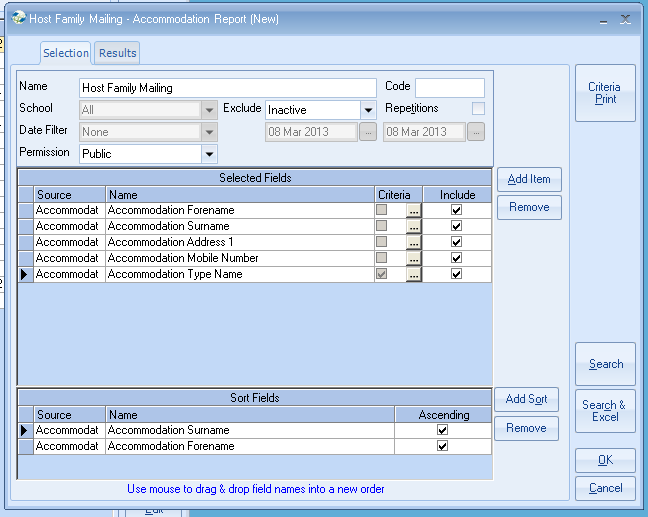 Host Family Mailing - Accommodation Report (New)
Selection Results
Name Host Family Mailing Code
School All Exclude Inactive Repetitions
Date Filter None 08 Mar 2013 ... 08 Mar 2013 ...
Permission Public
Criteria
Print
Selected Fields
Source Name Criteria Include
Accommodat Accommodation Forename ...
Accommodat Accommodation Surname ...
Accommodat Accommodation Address 1 ...
Accommodat Accommodation Mobile Number ...
Accommodat Accommodation Type Name ...
Add Item
Remove
Sort Fields
Source Name Ascending
Accommodat Accommodation Surname
Accommodat Accommodation Forename
Add Sort
Remove
Use mouse to drag & drop field names into a new order
Search
Search &
Excel
OK
Cancel
Edit